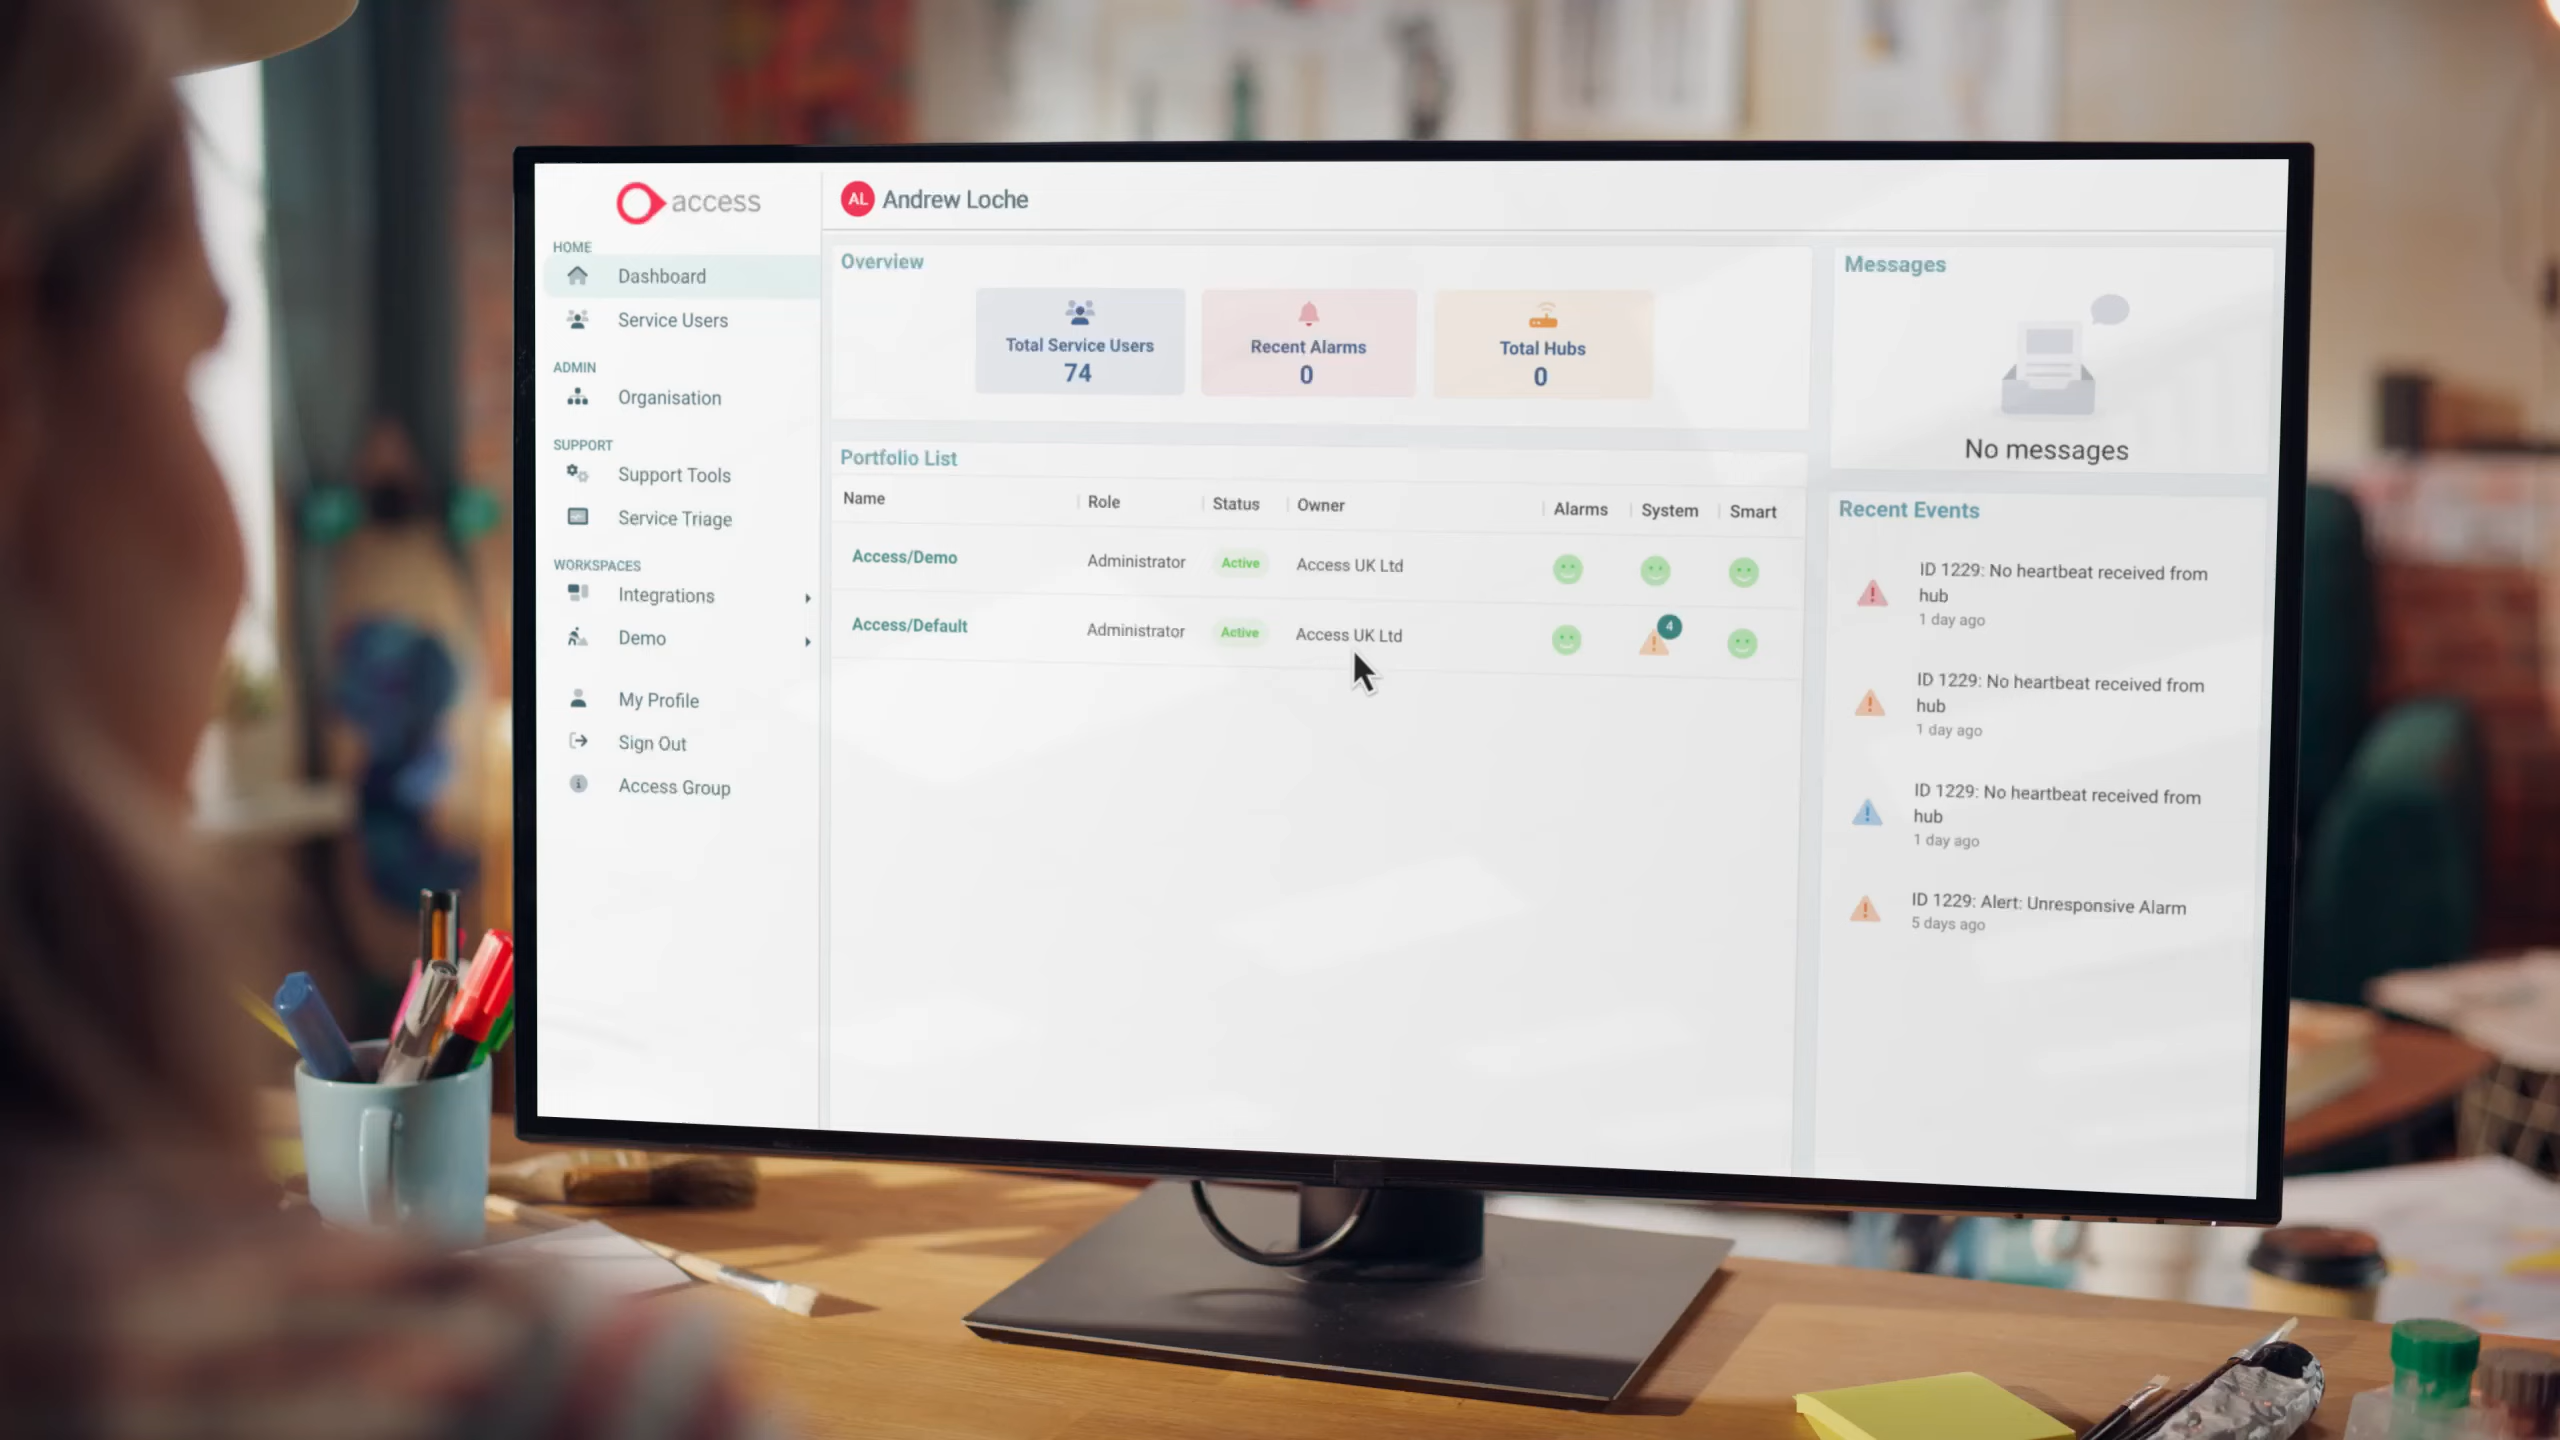 access
HOME
Dashboard
Service Users
ADMIN
Organisation
SUPPORT
Support Tools
Service Triage
WORKSPACES
Integrations
Demo
My Profile
Sign Out
Access Group
AL Andrew Loche
Overview
Total Service Users
74
Recent Alarms
0
Total Hubs
0
Portfolio List
Name Role Status Owner Alarms System Smart
Access/Demo Administrator Active Access UK Ltd
Access/Default Administrator Active Access UK Ltd 4
Messages
No messages
Recent Events
ID 1229: No heartbeat received from
hub
1 day ago
ID 1229: No heartbeat received from
hub
1 day ago
ID 1229: No heartbeat received from
hub
1 day ago
ID 1229: Alert: Unresponsive Alarm
5 days ago